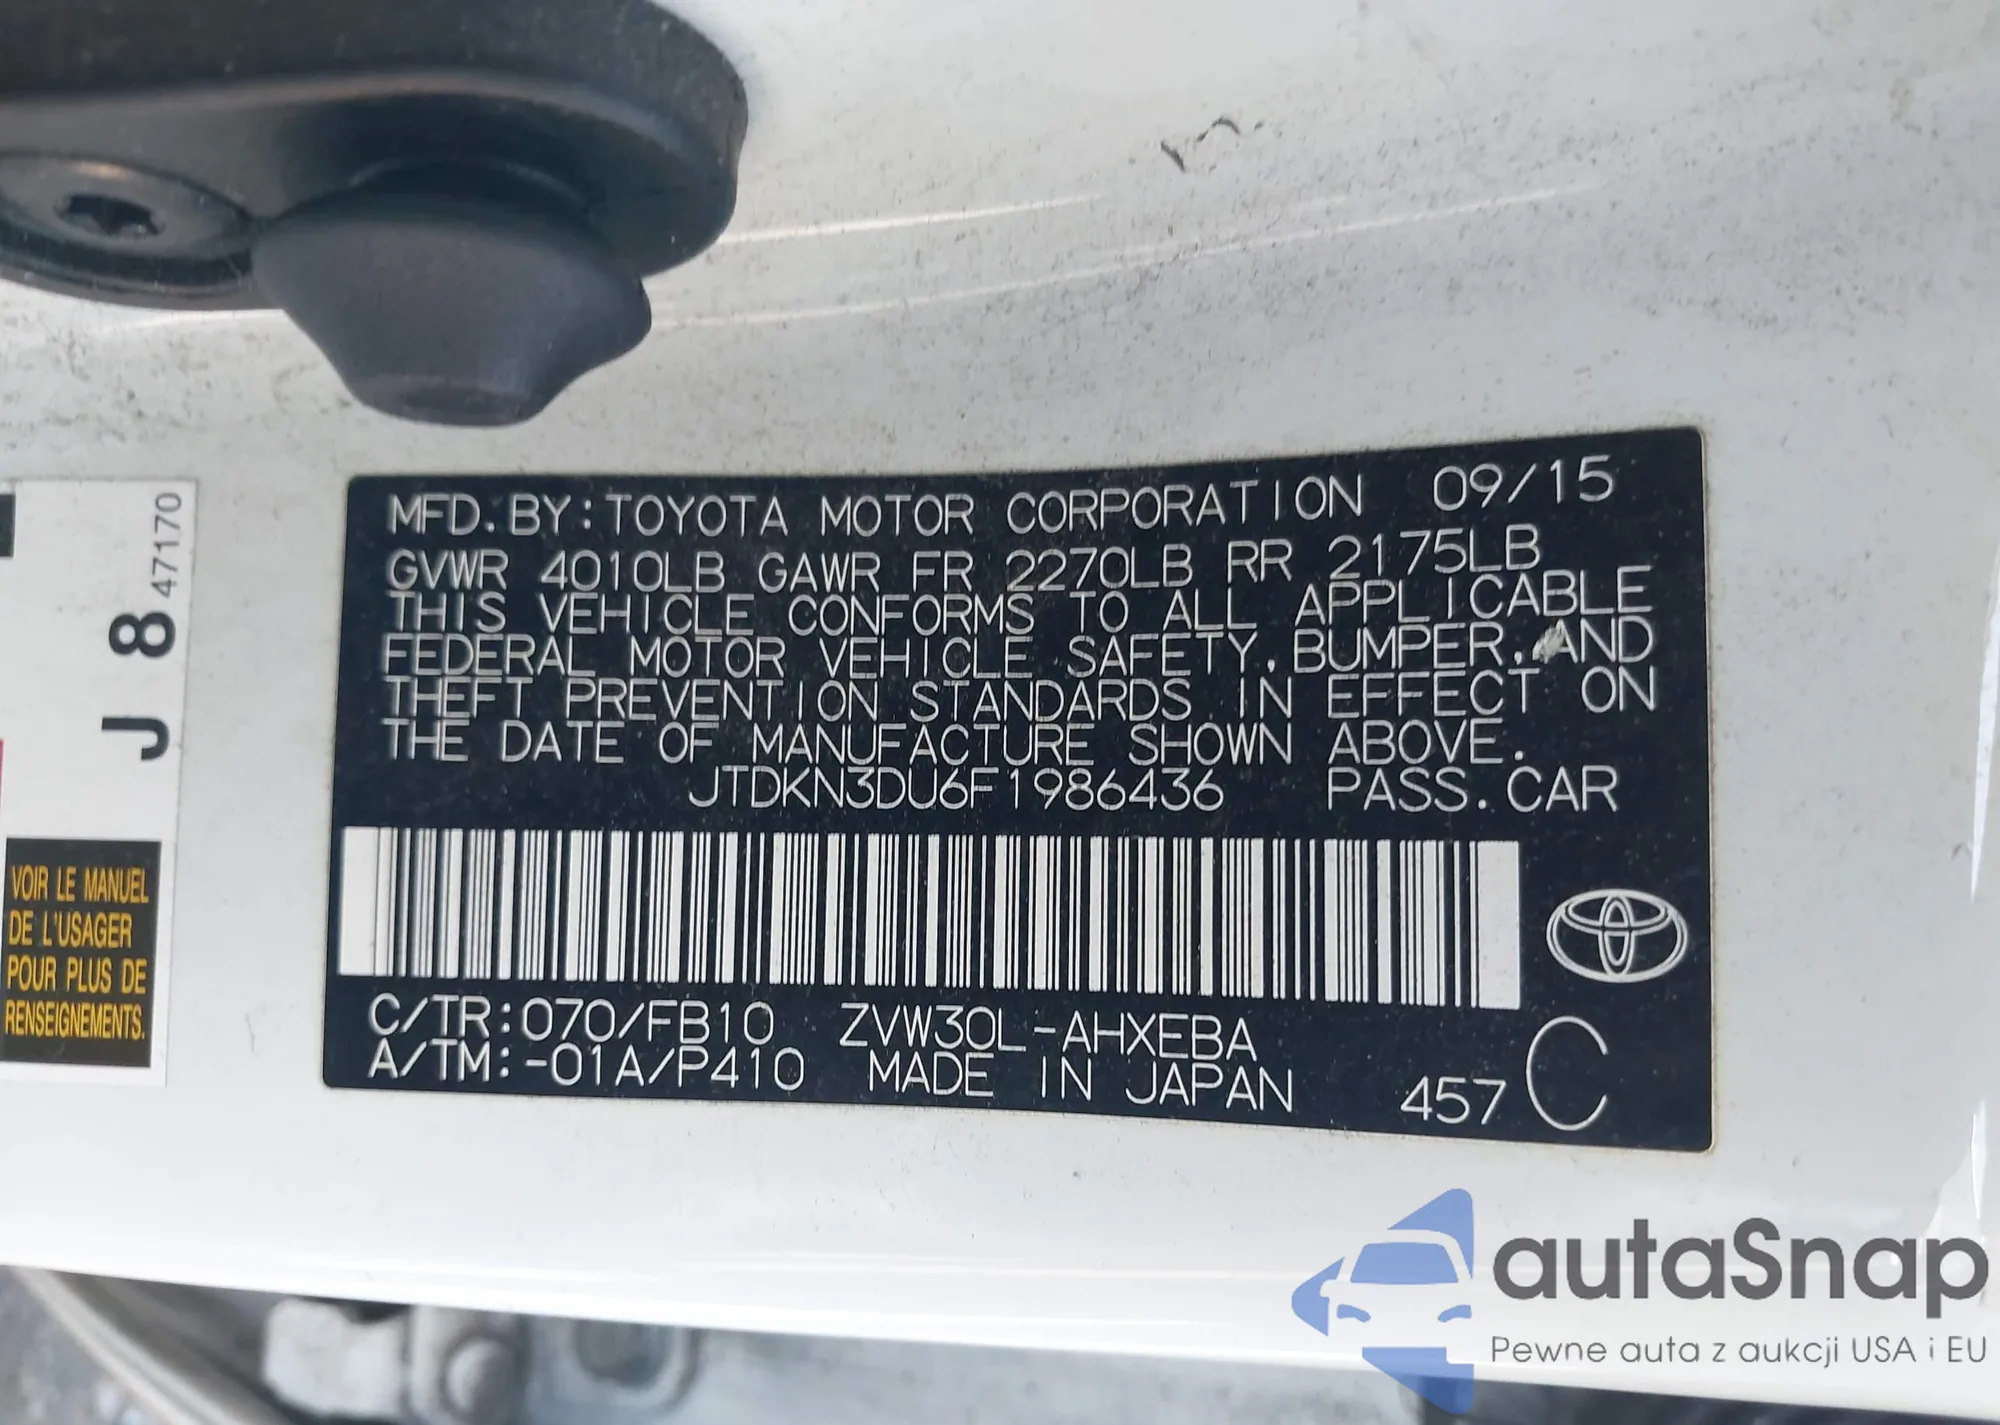 MFD. BY: TOYOTA MOTOR CORPORATION 09/15
GVWR 4010LB GAWR FR 2270LB RR 2175LB
THIS VEHICLE CONFORMS TO ALL APPLICABLE
FEDERAL MOTOR VEHICLE SAFETY, BUMPER, AND
THEFT PREVENTION STANDARDS IN EFFECT ON
THE DATE OF MANUFACTURE SHOWN ABOVE.
JTDKN3DU6F1986436 PASS. CAR
C/TR:070/FB10 ZVW30L-AHXEBA
A/TM:-01A/P410 MADE IN JAPAN 457 C
J 8 47170
VOIR LE MANUEL
DE L'USAGER
POUR PLUS DE
RENSEIGNEMENTS.
autaSnap
Pewne auta z aukcji USA i EU